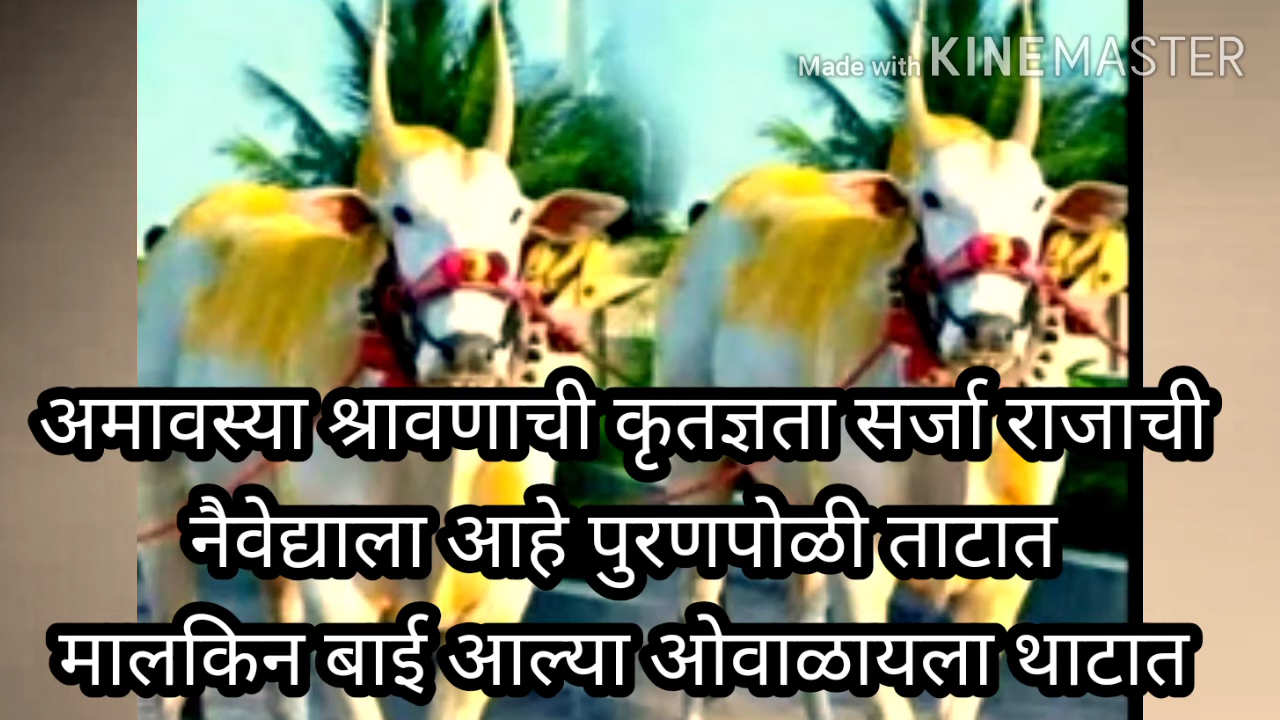 Made with KINEMASTER
अमावस्या श्रावणाची कृतज्ञता सर्जा राजाची
नैवेद्याला आहे पुरणपोळी ताटात
मालकिन बाई आल्या ओवाळायला थाटात